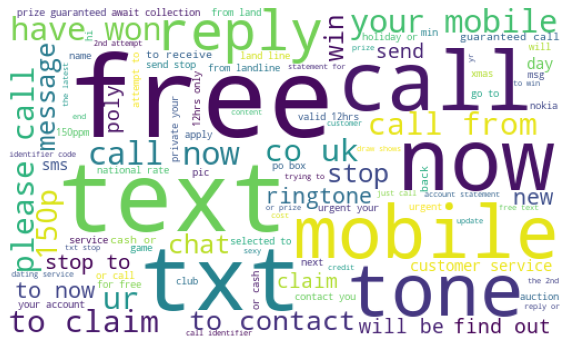 prize guaranteed await collection
from land
holiday or
min
guaranteed call
have won
reply
win
your mobile
hi
2nd attempt
land line
prize
will
name
to receive
send stop
from landline
statement for
send
day
please call
the latest
message
attempt to
free
call
xmas
msg
yr
to win
poly
private your
12hrs only
valid 12hrs
go to
nokia
150ppm
end
apply
content
customer
call from
now
identifier code
call now
co uk
draw shows
sms
text
national rate
pic
po box
trying to
stop
back
just call
account statement
free text
150p
ringtone
new
or prize
urgent your
mobile
urgent
update
cost
service
cash or
chat
selected to
txt stop
game
sexy
stop to
txt
next
customer service
dating service
or call
for free
club
or cash
claim
contact you
credit
tone
the 2nd
to now
ur
auction
reply or
your account
to claim
to contact
will be
find out
call identifier